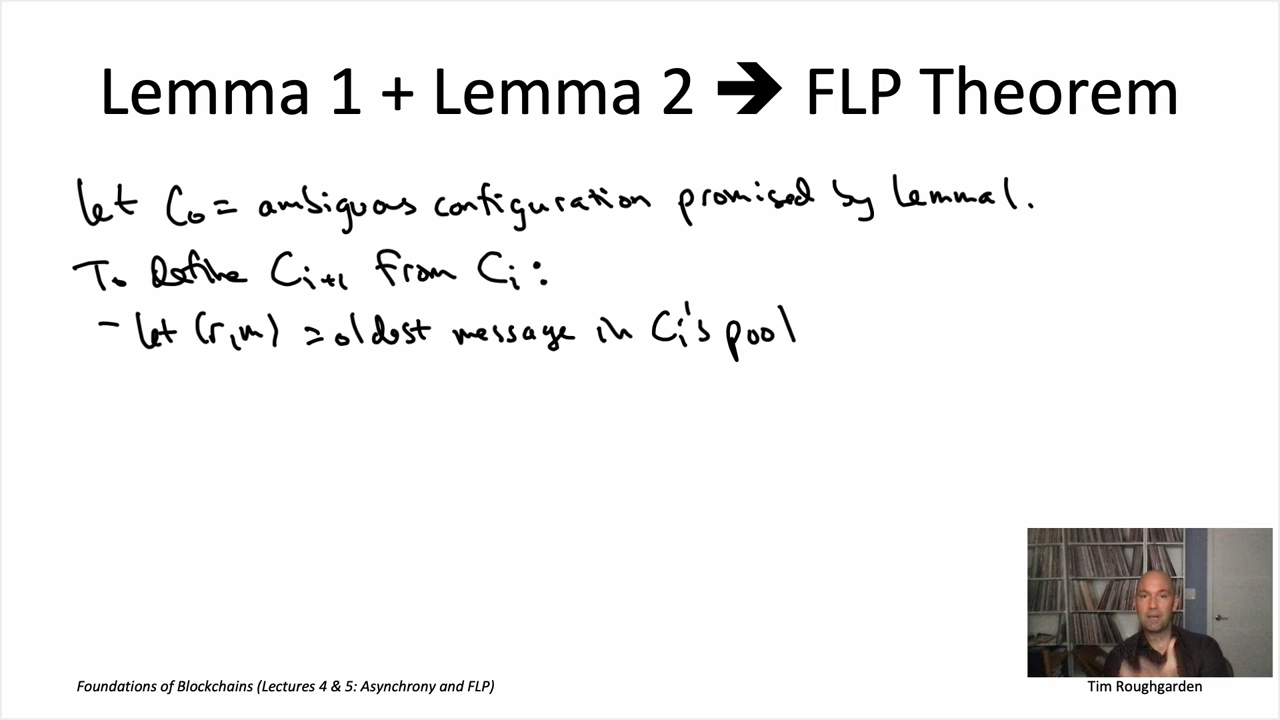 Lemma 1 + Lemma 2 🡺 FLP Theorem
let C₀ = ambiguous configuration promised by lemma 1.
To define Cᵢ₊₁ from Cᵢ:
- let (r,m) = oldest message in Cᵢ's pool
Foundations of Blockchains (Lectures 4 & 5: Asynchrony and FLP)
Tim Roughgarden